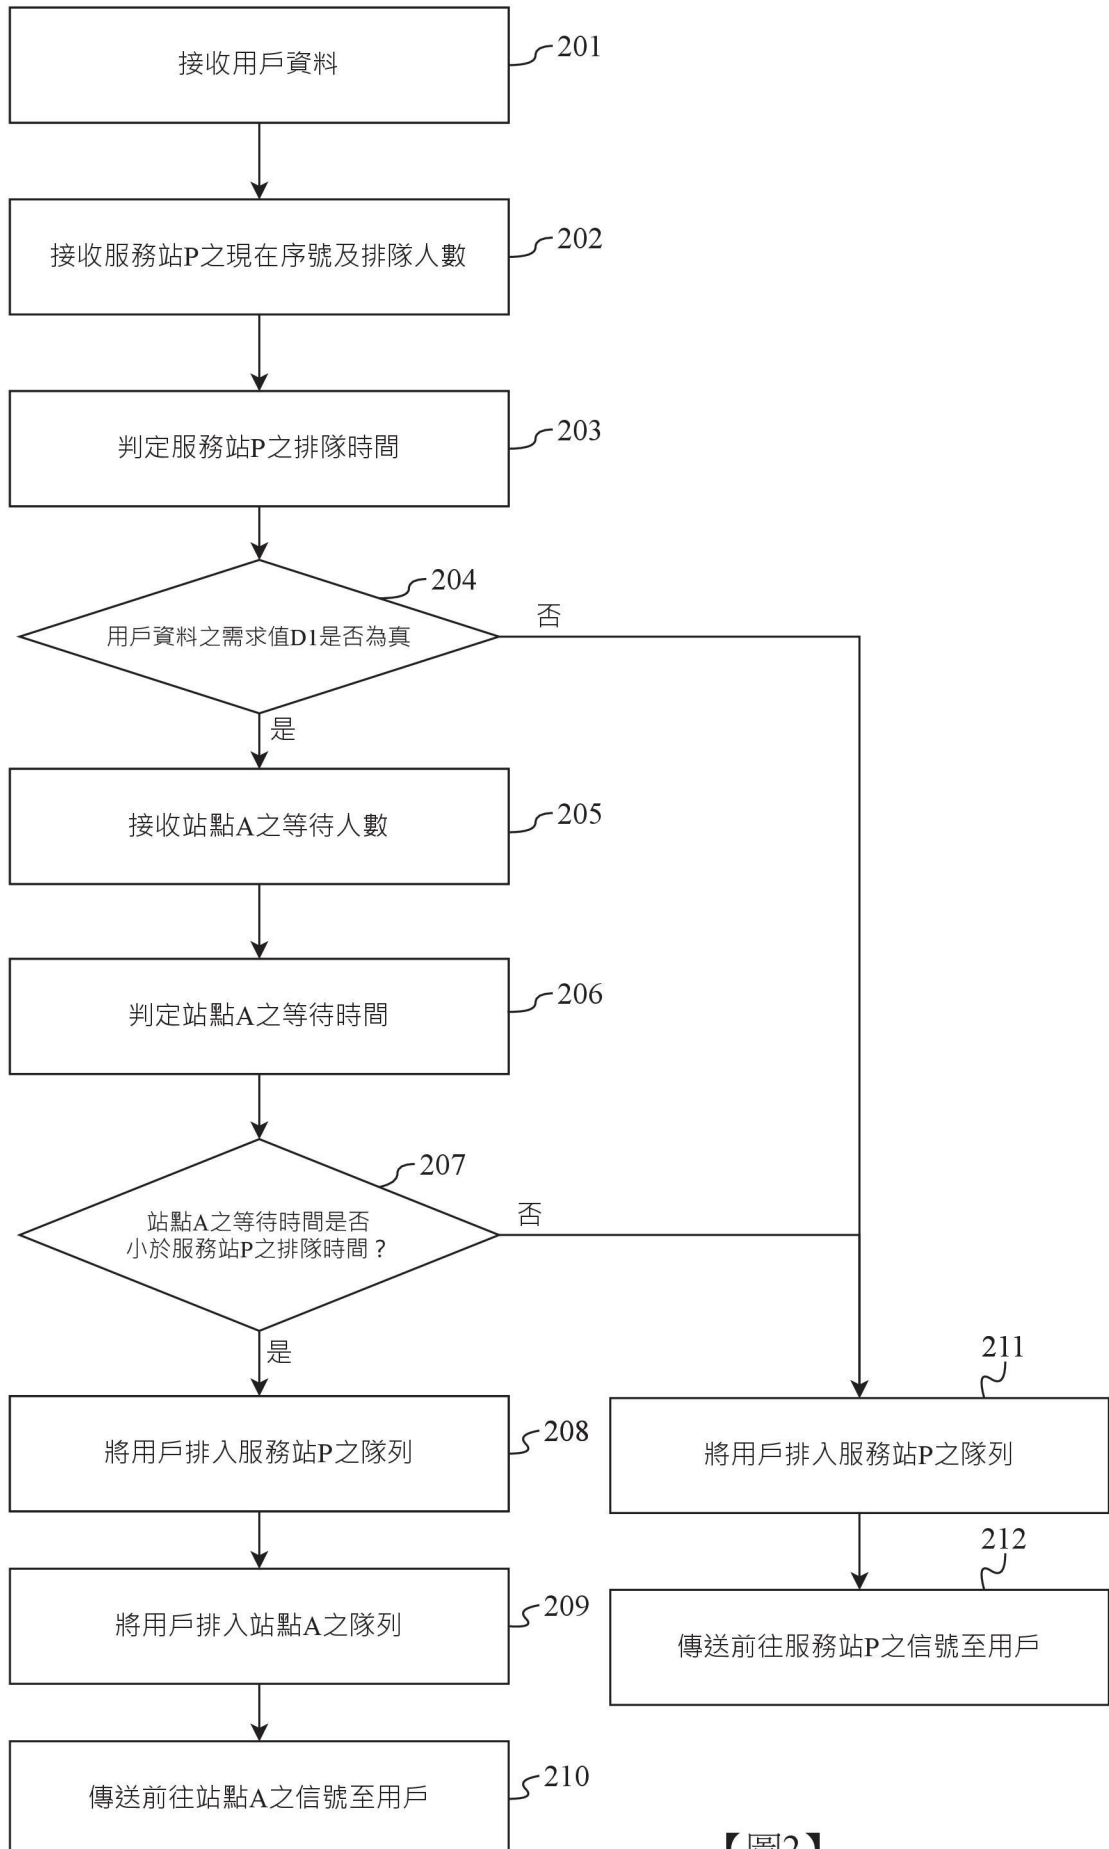 接收用戶資料
201
接收服務站P之現在序號及排隊人數
202
判定服務站P之排隊時間
203
204
用戶資料之需求值D1是否為真
否
是
接收站點A之等待人數
205
判定站點A之等待時間
206
207
站點A之等待時間是否
小於服務站P之排隊時間？
否
是
將用戶排入服務站P之隊列
208
將用戶排入站點A之隊列
209
傳送前往站點A之信號至用戶
210
211
將用戶排入服務站P之隊列
212
傳送前往服務站P之信號至用戶
【圖2】